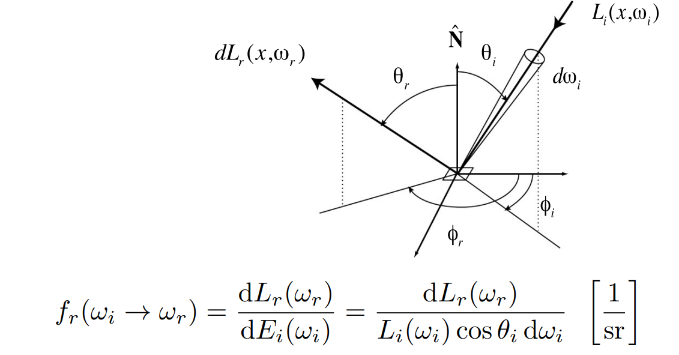 L_i(x,ω_i)
N̂
θ_i
dL_r(x,ω_r)
θ_r
dω_i
ϕ_i
ϕ_r
f_r(ω_i → ω_r) = dL_r(ω_r) / dE_i(ω_i) = dL_r(ω_r) / L_i(ω_i) cos θ_i dω_i [1/sr]